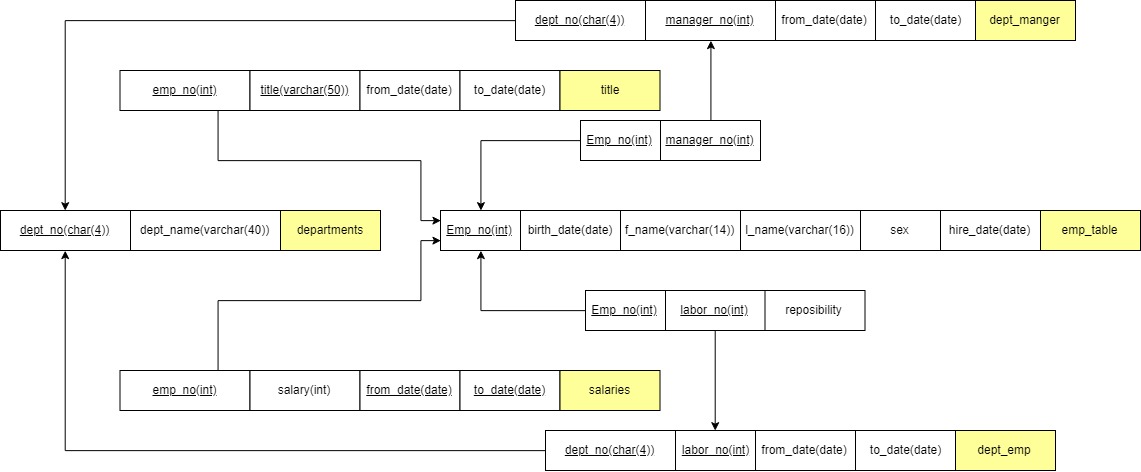 dept_no(char(4)) manager_no(int) from_date(date) to_date(date) dept_manger
emp_no(int) title(varchar(50)) from_date(date) to_date(date) title
Emp_no(int) manager_no(int)
dept_no(char(4)) dept_name(varchar(40)) departments
Emp_no(int) birth_date(date) f_name(varchar(14)) l_name(varchar(16)) sex hire_date(date) emp_table
Emp_no(int) labor_no(int) reposibility
emp_no(int) salary(int) from_date(date) to_date(date) salaries
dept_no(char(4)) labor_no(int) from_date(date) to_date(date) dept_emp